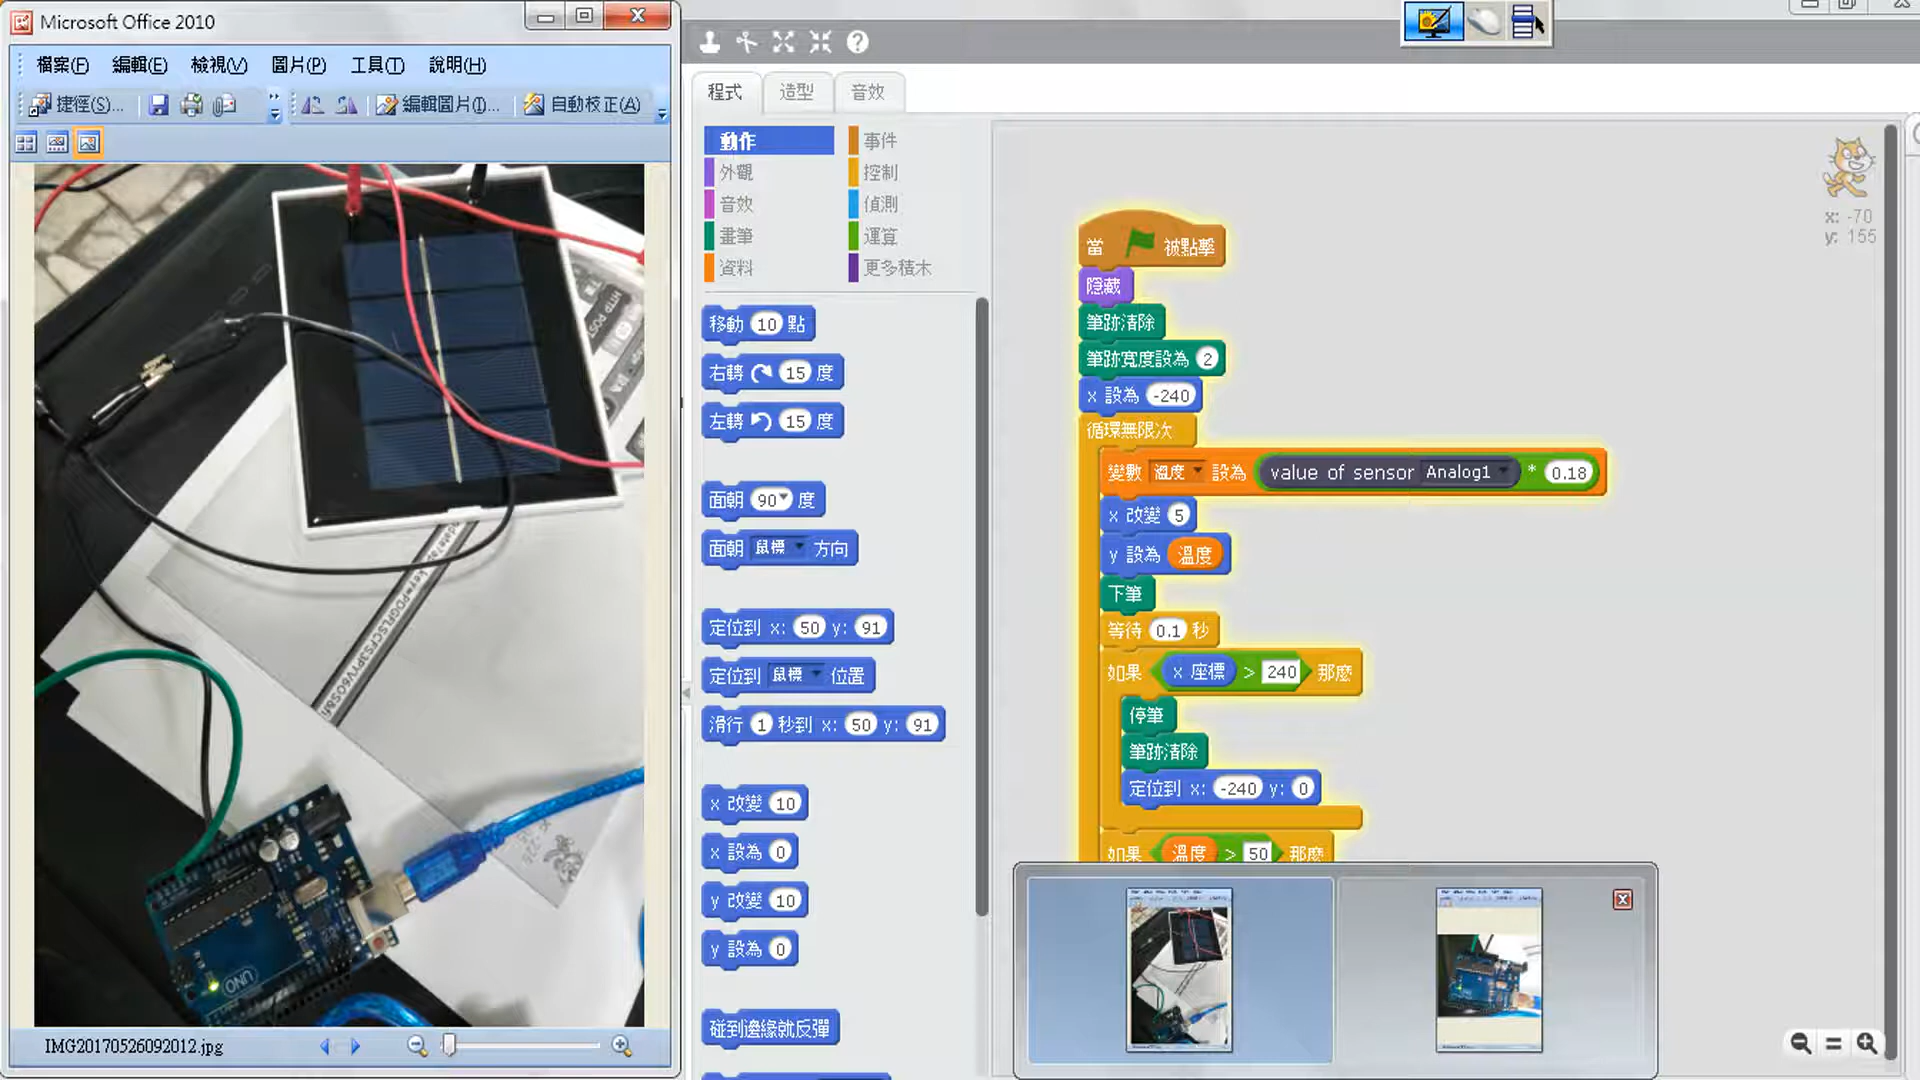 Microsoft Office 2010
檔案(F) 編輯(E) 檢視(V) 圖片(P) 工具(T) 說明(H)
捷徑(S)... 編輯圖片(I)... 自動校正(A)
HTTP POST
UNO
IMG20170526092012.jpg
程式 造型 音效
動作 事件
外觀 控制
音效 偵測
畫筆 運算
資料 更多積木
移動 10 點
右轉 15 度
左轉 15 度
面朝 90 度
面朝 鼠標 方向
定位到 x: 50 y: 91
定位到 鼠標 位置
滑行 1 秒到 x: 50 y: 91
x 改變 10
x 設為 0
y 改變 10
y 設為 0
碰到邊緣就反彈
x: -70
y: 155
當 被點擊
隱藏
筆跡清除
筆跡寬度設為 2
x 設為 -240
循環無限次
變數 溫度 設為 value of sensor Analog1 * 0.18
x 改變 5
y 設為 溫度
下筆
等待 0.1 秒
如果 x 座標 > 240 那麼
停筆
筆跡清除
定位到 x: -240 y: 0
如果 溫度 > 50 那麼